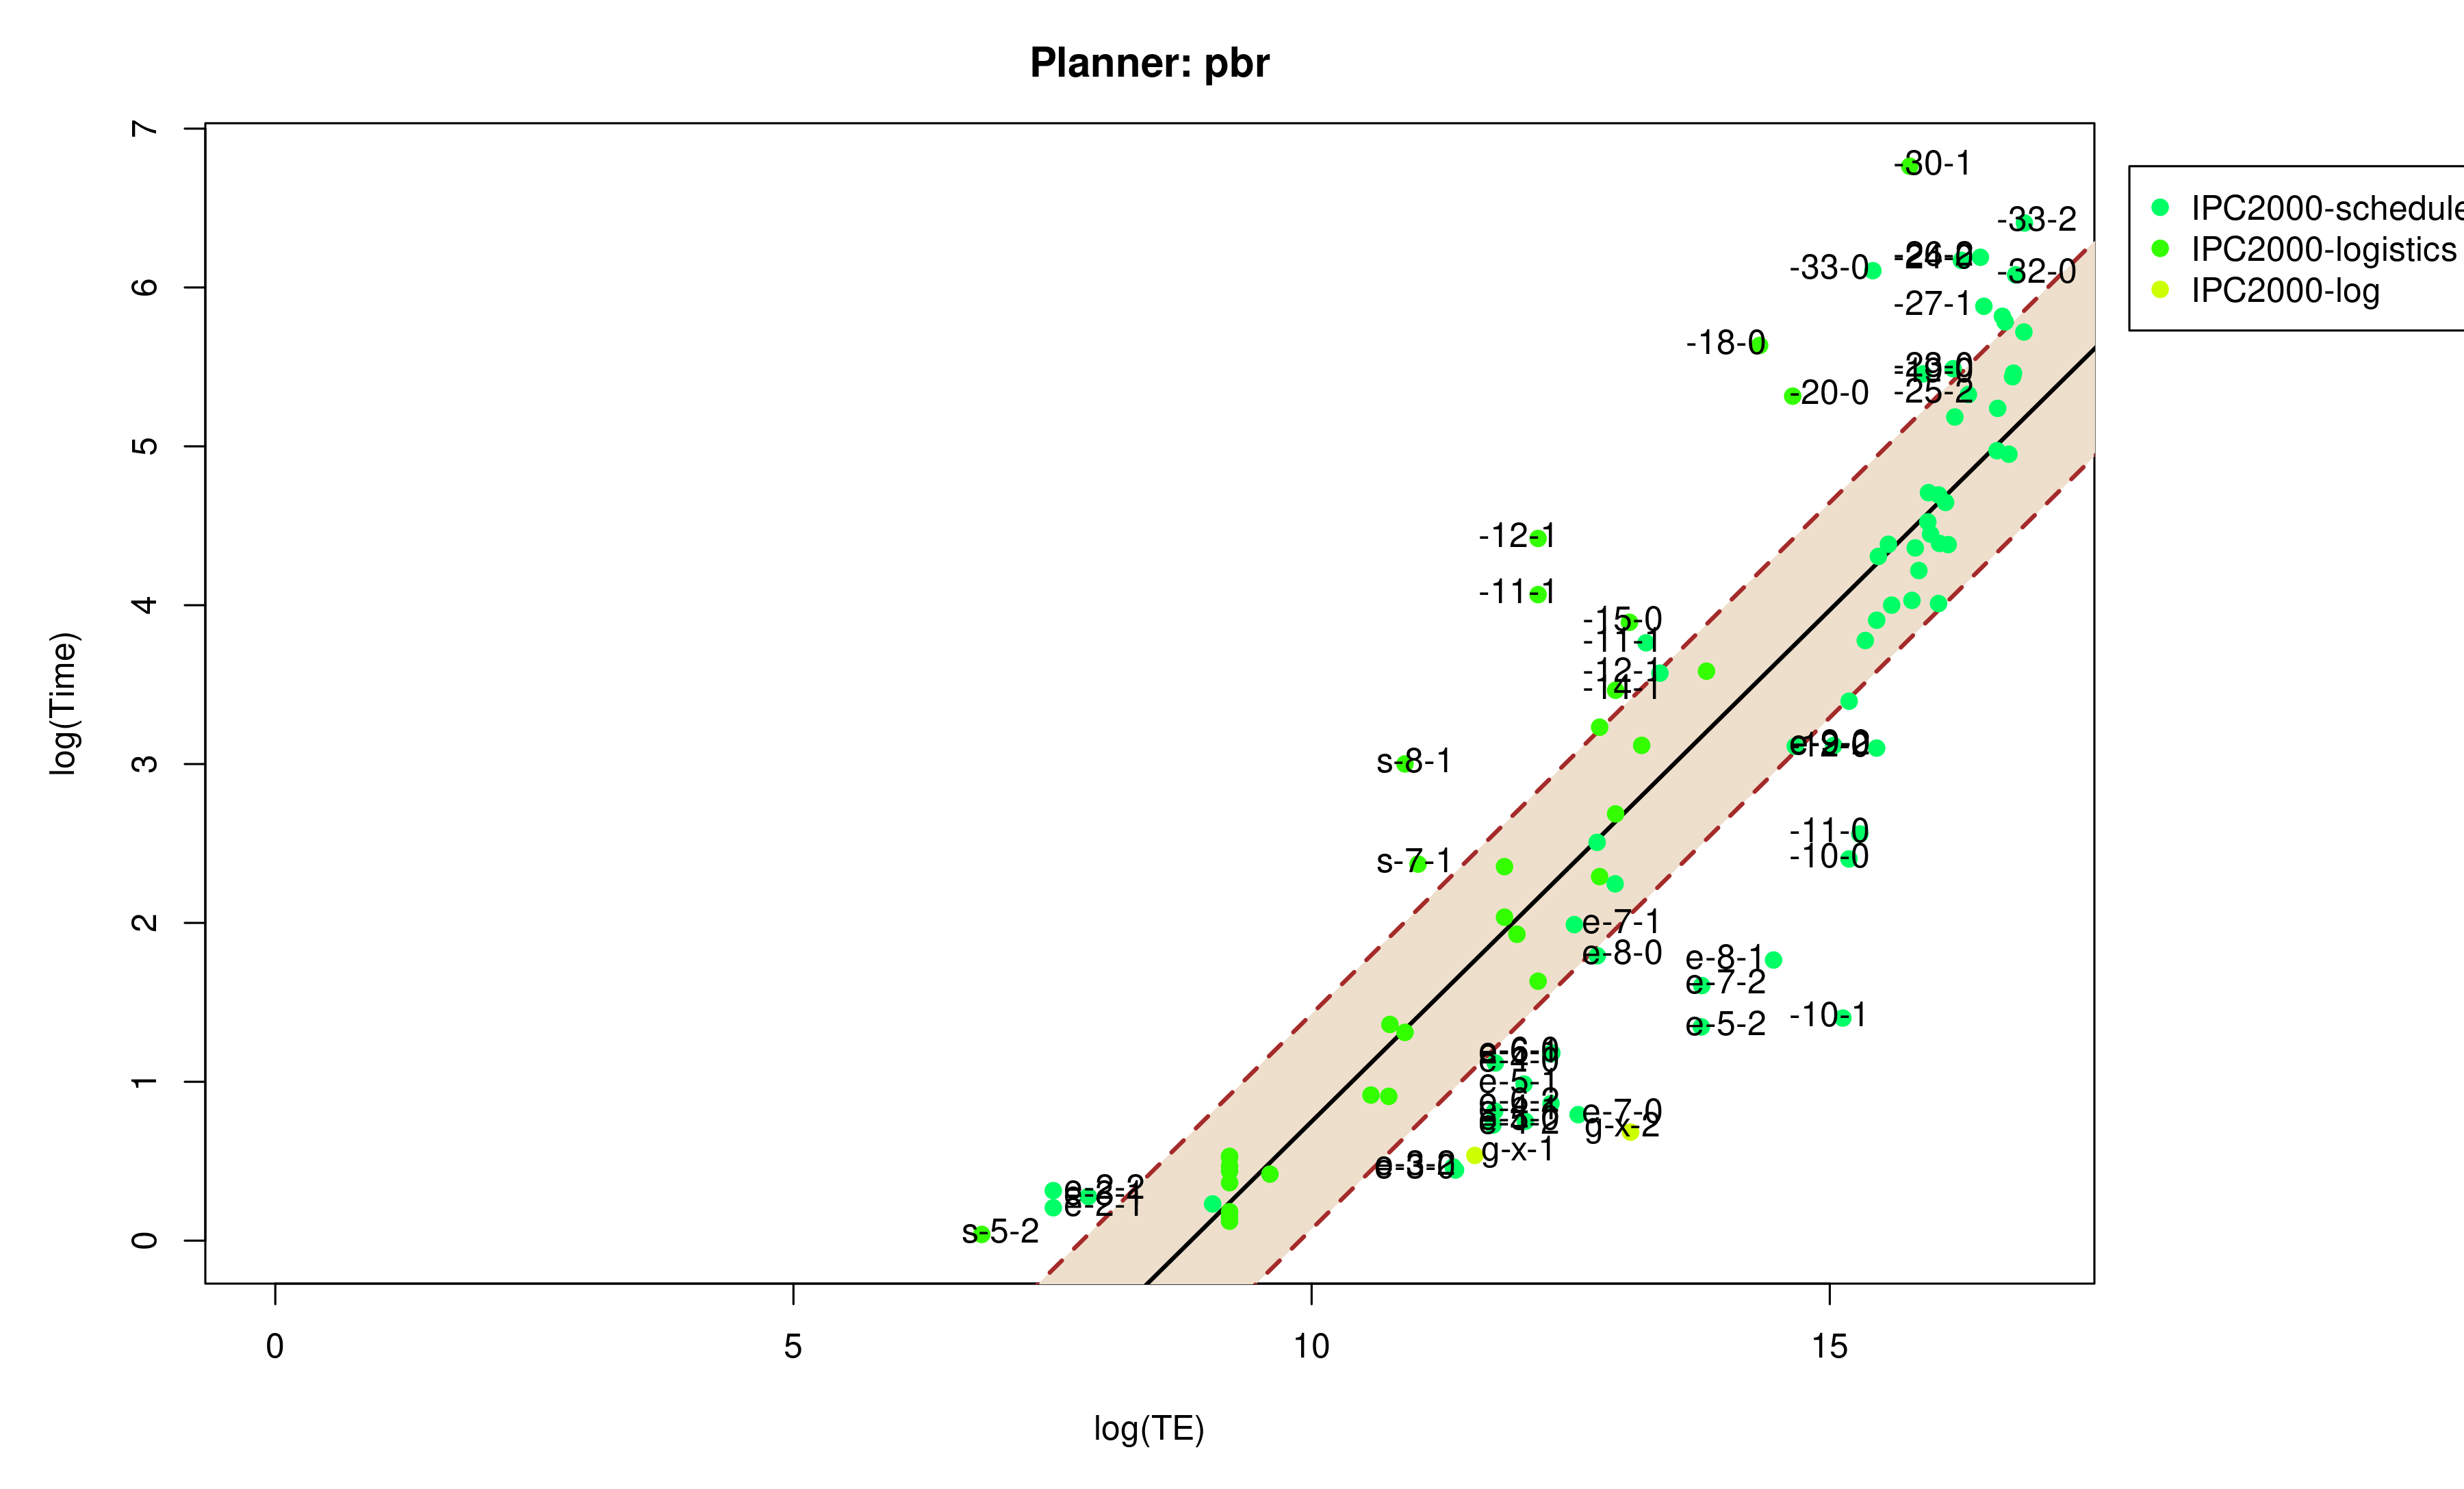 Planner: pbr
7
6
5
4
3
2
1
0
log(Time)
-30-1
-33-2
-33-0
-32-0
-27-1
-18-0
-25-2
-20-0
-12-1
-11-1
-15-0
-11-1
-12-1
-14-1
s-8-1
-11-0
-10-0
s-7-1
e-7-1
e-8-0
e-8-1
e-7-2
-10-1
e-5-2
e-5-1
e-7-0
g-x-2
g-x-1
e-2-1
s-5-2
0
5
10
15
log(TE)
IPC2000-schedule
IPC2000-logistics
IPC2000-log